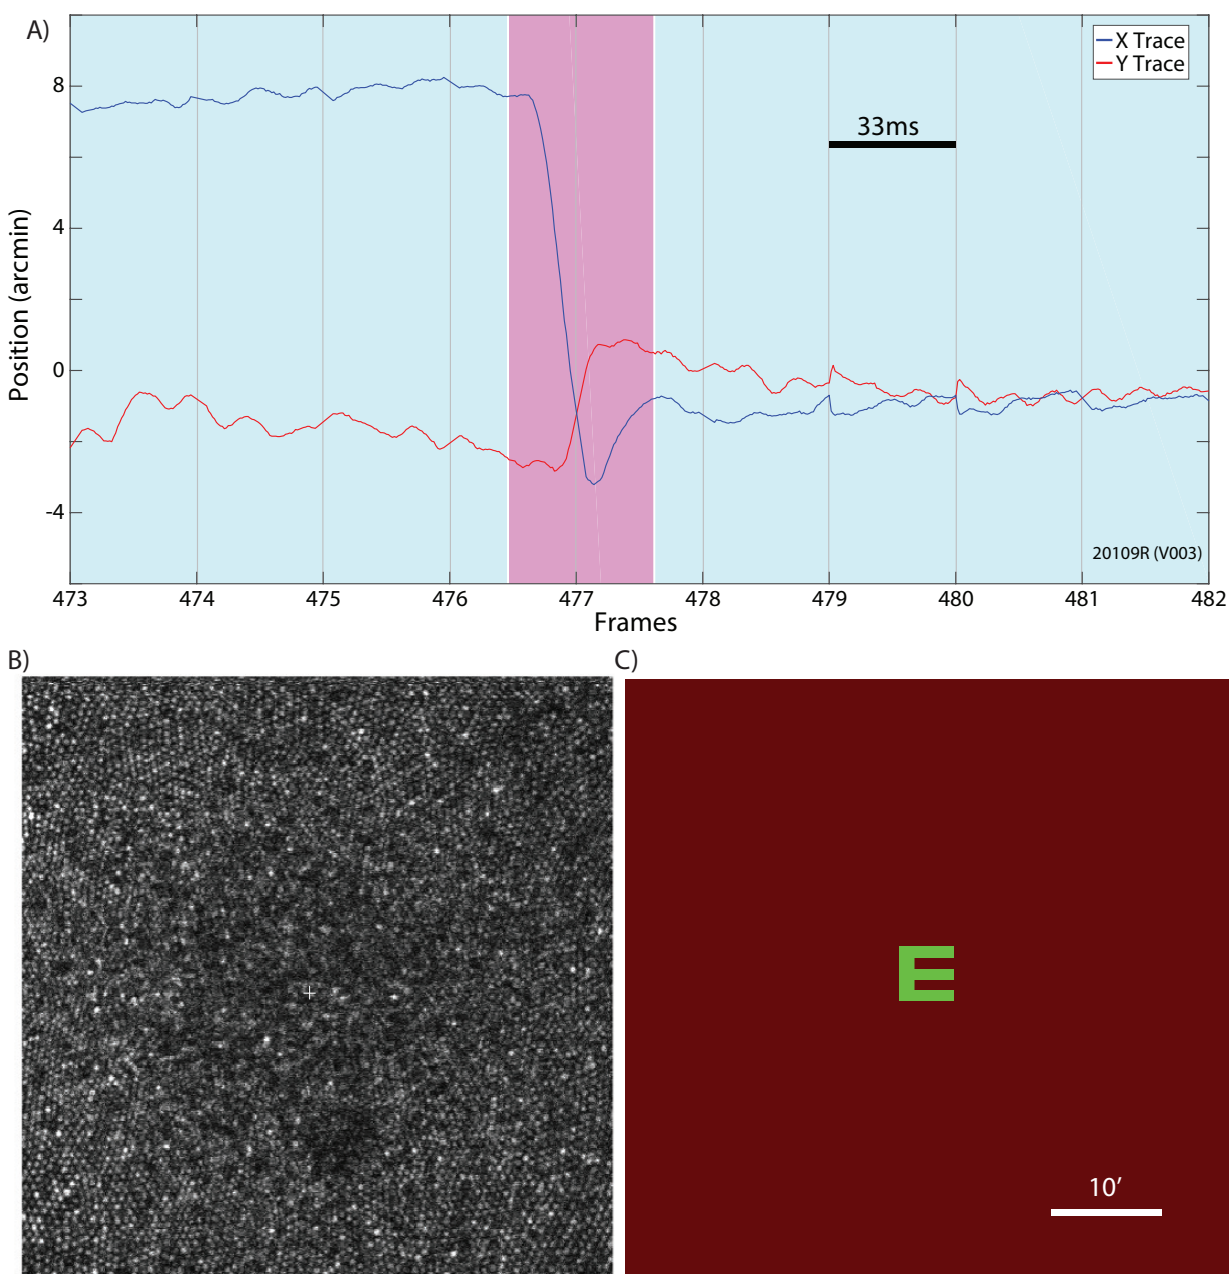 A)
X Trace
Y Trace
33ms
Position (arcmin)
8
4
0
-4
20109R (V003)
473 474 475 476 477 478 479 480 481 482
Frames
B)
C)
E
10′